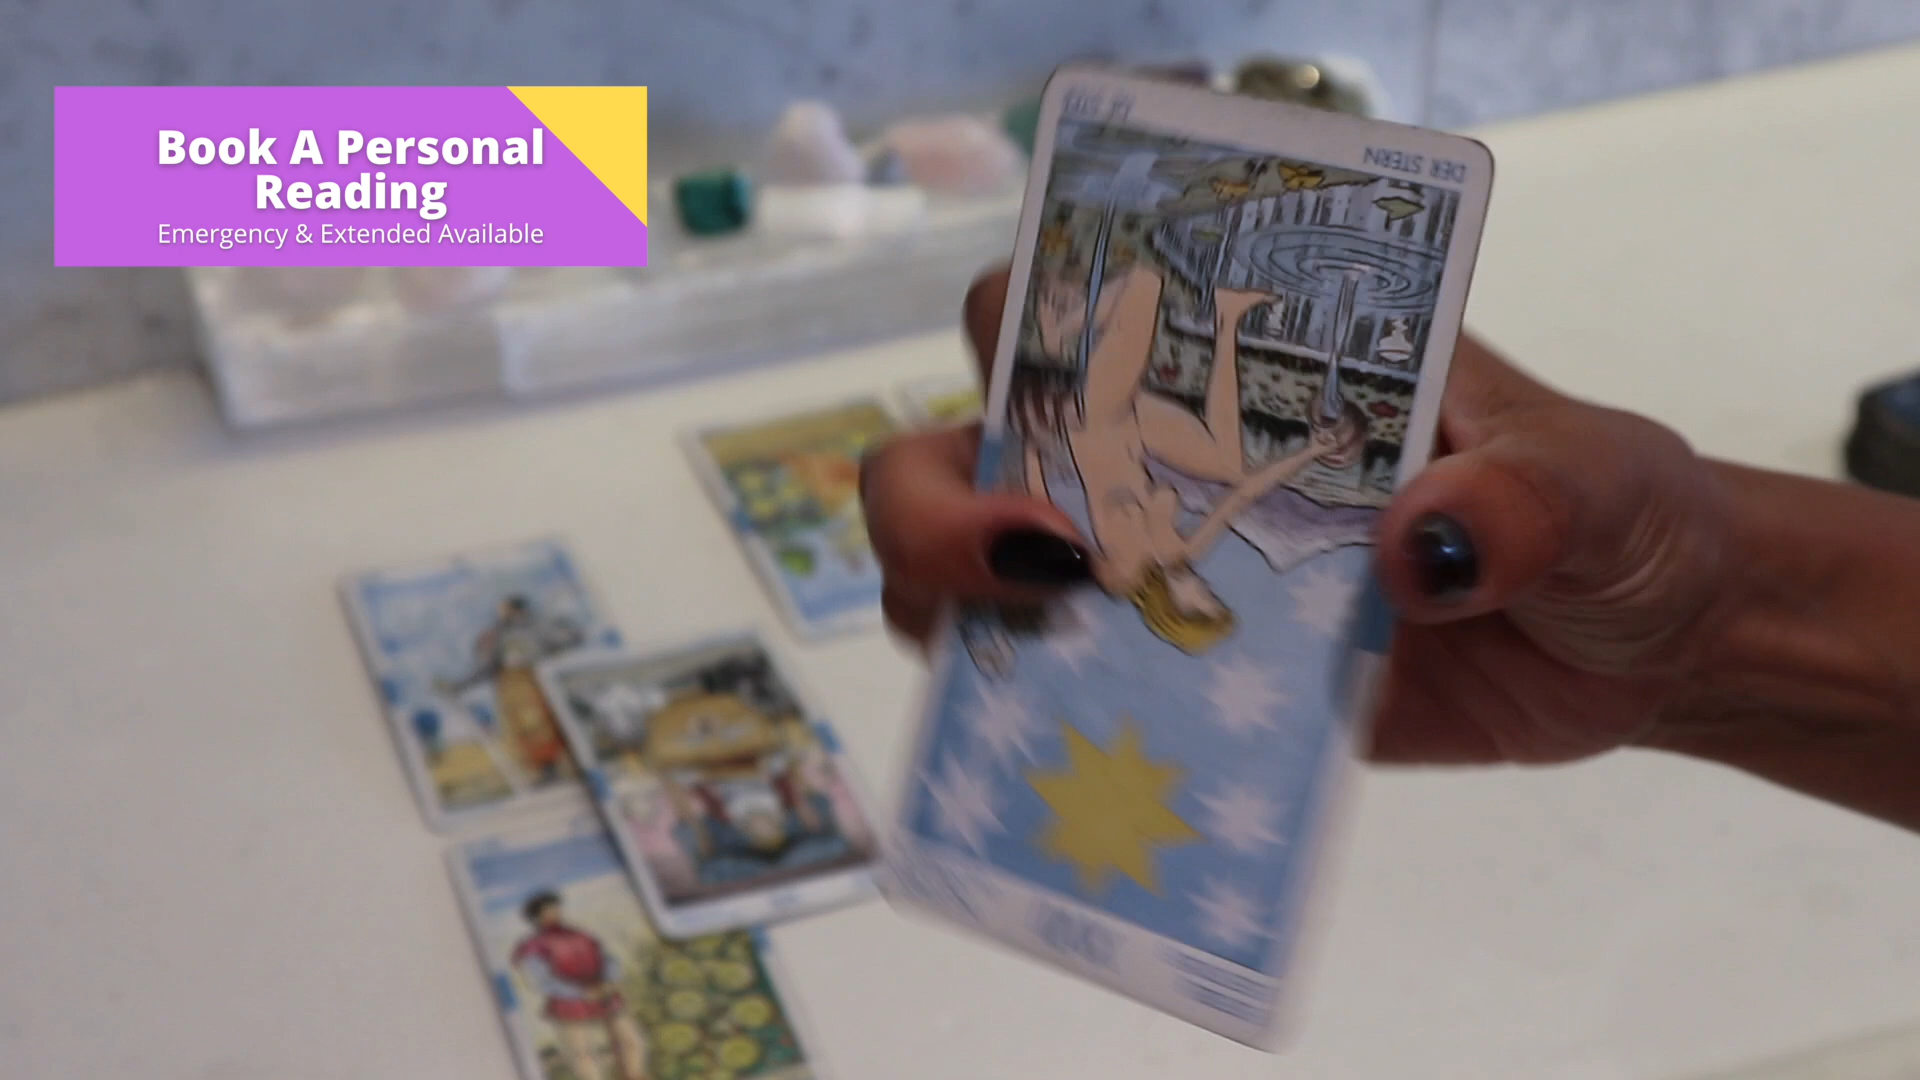 Book A Personal
Reading
Emergency & Extended Available
DER STERN